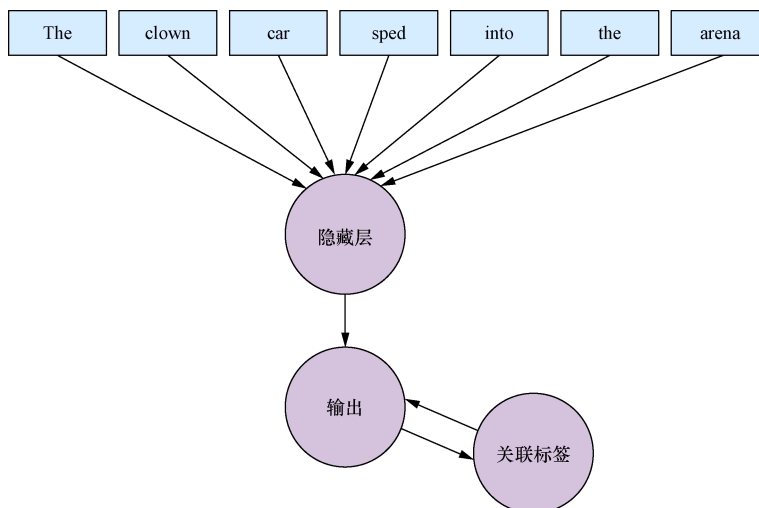 The clown car sped into the arena
隐藏层
输出
关联标签